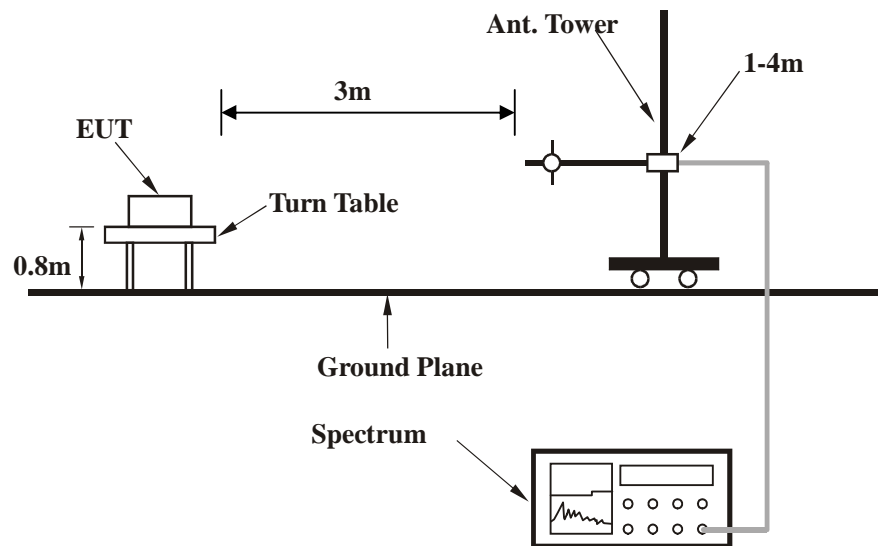 Ant. Tower
1-4m
3m
EUT
Turn Table
0.8m
Ground Plane
Spectrum